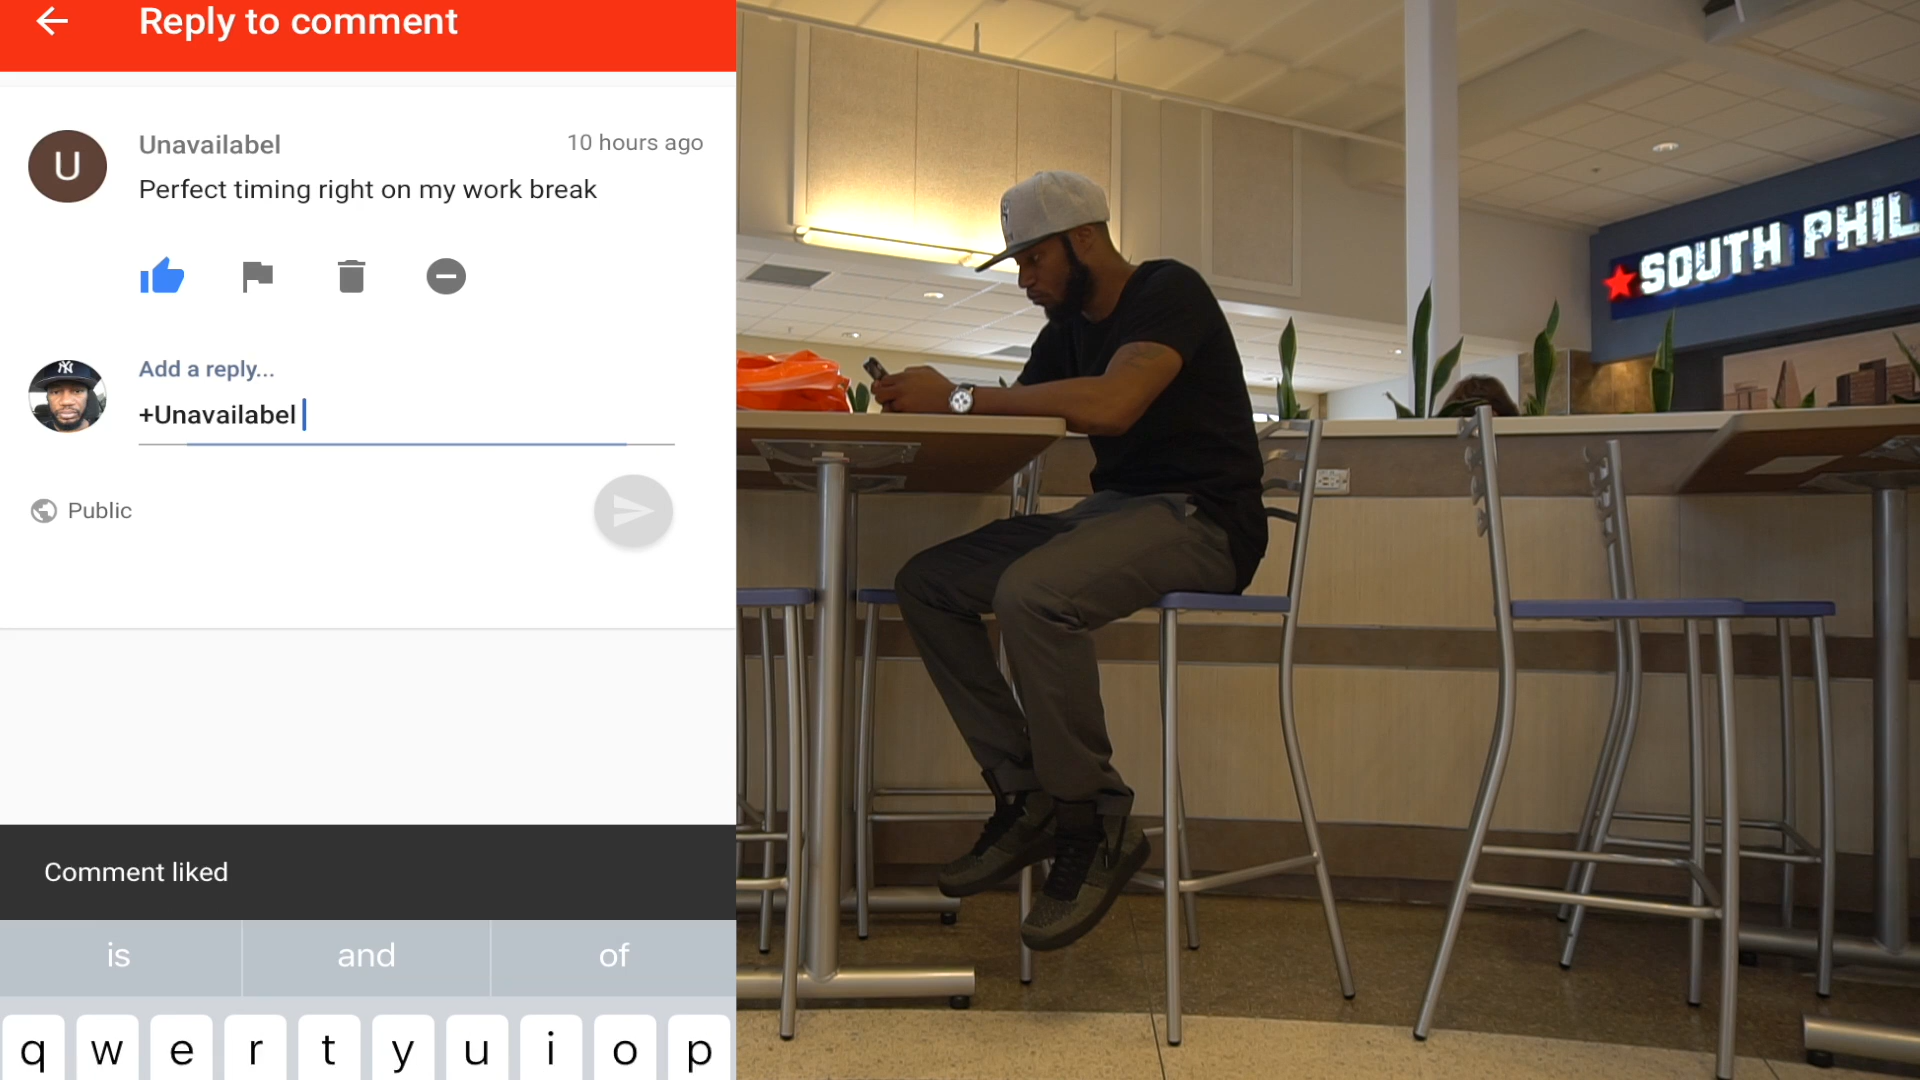 Reply to comment
Unavailabel
10 hours ago
Perfect timing right on my work break
Add a reply...
+Unavailabel
Public
Comment liked
is and of
q w e r t y u i o p
U
NY
SOUTH PHIL